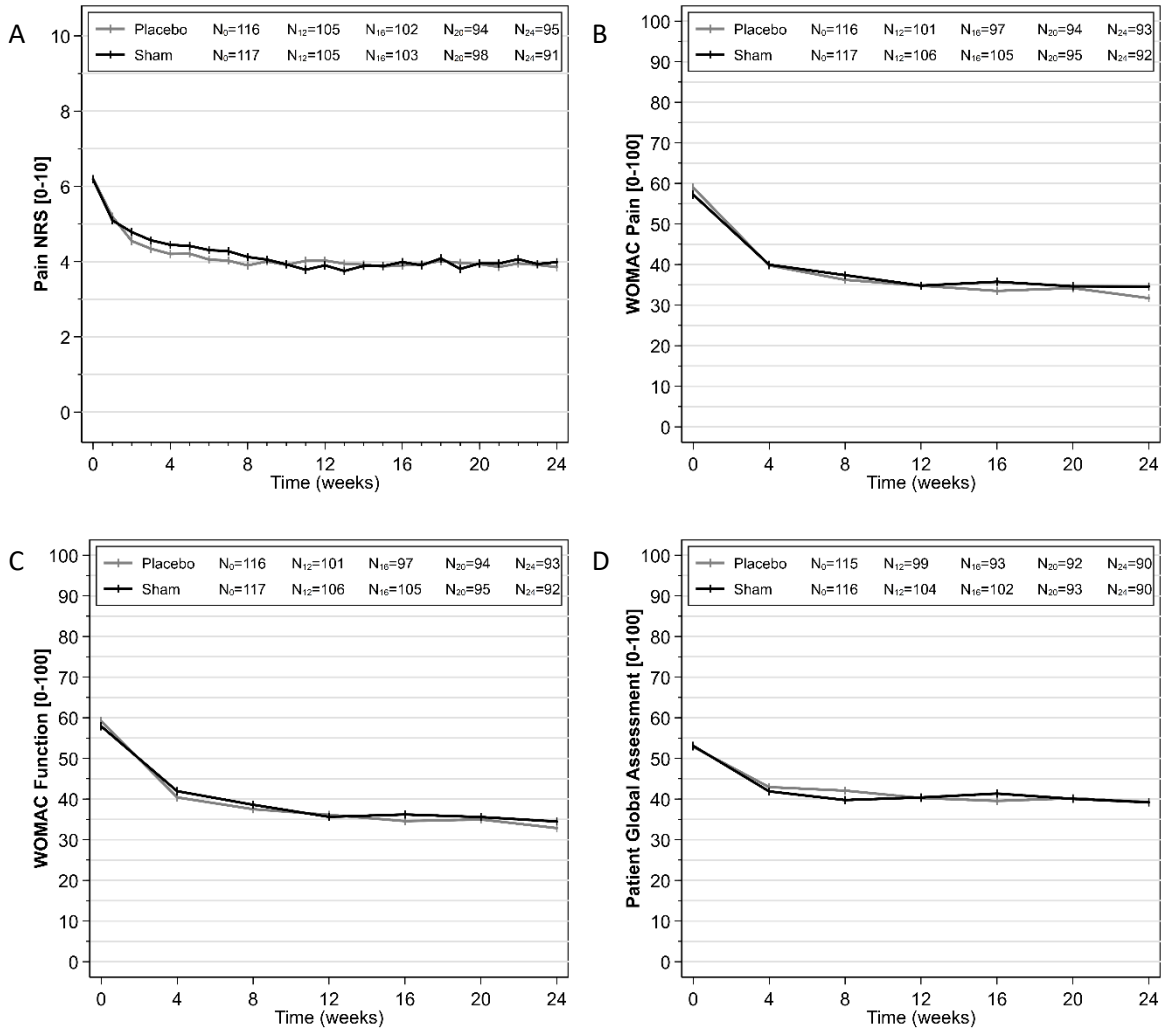 A
Placebo N₀=116 N₁₂=105 N₁₆=102 N₂₀=94 N₂₄=95
Sham N₀=117 N₁₂=105 N₁₆=103 N₂₀=98 N₂₄=91
Pain NRS [0-10]
10
8
6
4
2
0
0 4 8 12 16 20 24
Time (weeks)
B
Placebo N₀=116 N₁₂=101 N₁₆=97 N₂₀=94 N₂₄=93
Sham N₀=117 N₁₂=106 N₁₆=105 N₂₀=95 N₂₄=92
WOMAC Pain [0-100]
100
90
80
70
60
50
40
30
20
10
0
0 4 8 12 16 20 24
Time (weeks)
C
Placebo N₀=116 N₁₂=101 N₁₆=97 N₂₀=94 N₂₄=93
Sham N₀=117 N₁₂=106 N₁₆=105 N₂₀=95 N₂₄=92
WOMAC Function [0-100]
100
90
80
70
60
50
40
30
20
10
0
0 4 8 12 16 20 24
Time (weeks)
D
Placebo N₀=115 N₁₂=99 N₁₆=93 N₂₀=92 N₂₄=90
Sham N₀=116 N₁₂=104 N₁₆=102 N₂₀=93 N₂₄=90
Patient Global Assessment [0-100]
100
90
80
70
60
50
40
30
20
10
0
0 4 8 12 16 20 24
Time (weeks)